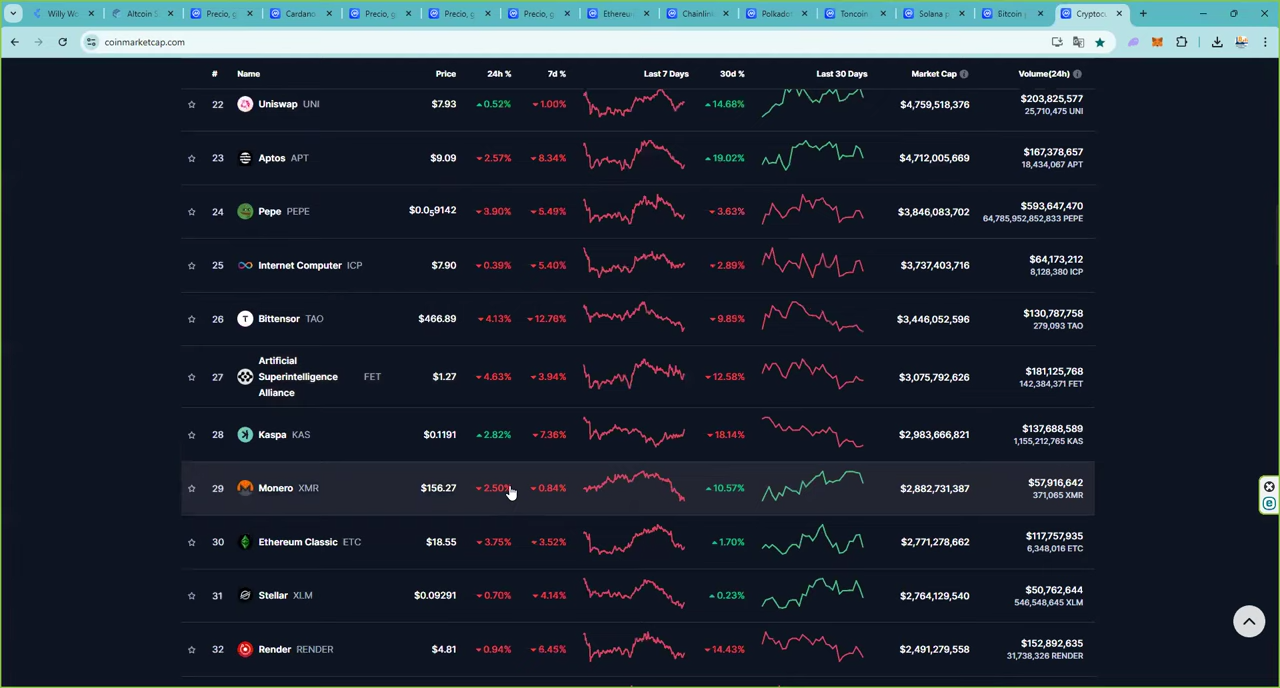 Willy Wo
Altcoin S
Precio, g
Cardano
Precio, g
Precio, g
Precio, g
Ethereu
Chainlin
Polkado
Toncoin
Solana p
Bitcoin p
Cryptoc
coinmarketcap.com
# Name Price 24h % 7d % Last 7 Days 30d % Last 30 Days Market Cap Volume(24h)
22 Uniswap UNI $7.93 0.52% 1.00% 14.68% $4,759,518,376 $203,825,577
25,710,475 UNI
23 Aptos APT $9.09 2.57% 8.34% 19.02% $4,712,005,669 $167,378,657
18,434,067 APT
24 Pepe PEPE $0.0₅9142 3.90% 5.49% 3.63% $3,846,083,702 $593,647,470
64,785,952,852,833 PEPE
25 Internet Computer ICP $7.90 0.39% 5.40% 2.89% $3,737,403,716 $64,173,212
8,128,380 ICP
26 Bittensor TAO $466.89 4.13% 12.76% 9.85% $3,446,052,596 $130,787,758
279,093 TAO
27 Artificial
Superintelligence
Alliance
FET $1.27 4.63% 3.94% 12.58% $3,075,792,626 $181,125,768
142,384,371 FET
28 Kaspa KAS $0.1191 2.82% 7.36% 18.14% $2,983,666,821 $137,688,589
1,155,212,765 KAS
29 Monero XMR $156.27 2.50% 0.84% 10.57% $2,882,731,387 $57,916,642
371,065 XMR
30 Ethereum Classic ETC $18.55 3.75% 3.52% 1.70% $2,771,278,662 $117,757,935
6,348,016 ETC
31 Stellar XLM $0.09291 0.70% 4.14% 0.23% $2,764,129,540 $50,762,644
546,548,645 XLM
32 Render RENDER $4.81 0.94% 6.45% 14.43% $2,491,279,558 $152,892,635
31,738,326 RENDER